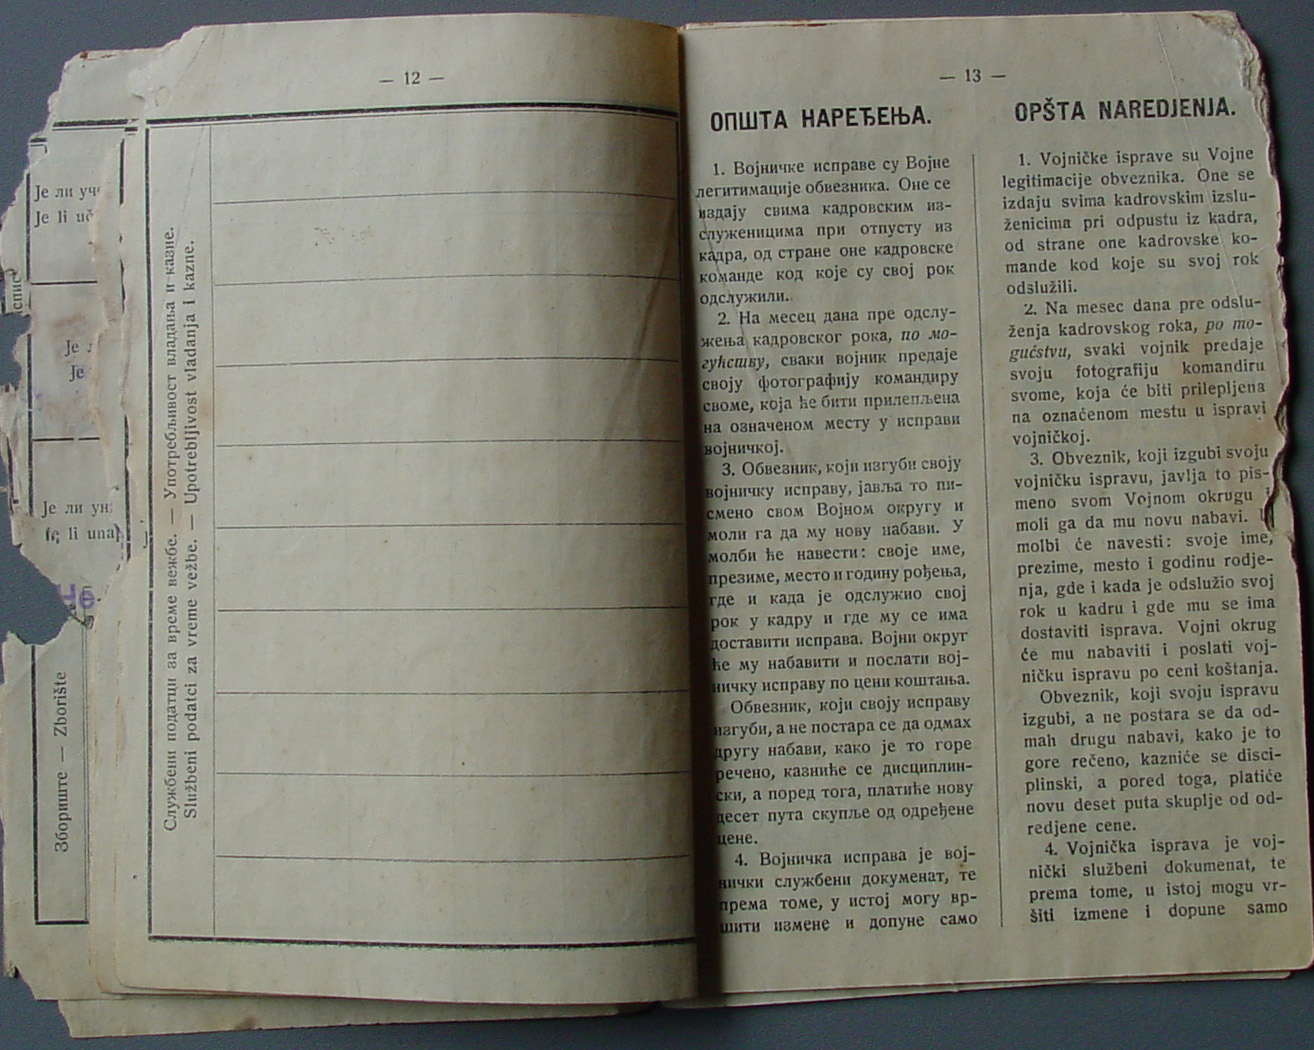 Је ли
Je li uč
Је
Је
Је ли ун
li unap
Збориште — Zborište
— 12 —
Службени податци за време вежбе. — Употребљивост владања и казне.
Službeni podatci za vreme vežbe. — Upotrebljivost vladanja i kazne.
— 13 —
ОПШТА НАРЕЂЕЊА.
1. Војничке исправе су Војне
легитимације обвезника. Оне се
издају свима кадровским из-
служеницима при отпусту из
кадра, од стране оне кадровске
команде код које су свој рок
одслужили.
2. На месец дана пре одслу-
жења кадровског рока, по мо-
гућству, сваки војник предаје
своју фотографију командиру
своме, која ће бити прилепљена
на означеном месту у исправи
војничкој.
3. Обвезник, који изгуби своју
војничку исправу, јавља то пи-
смено свом Војном округу и
моли га да му нову набави. У
молби ће навести: своје име,
презиме, место и годину рођења,
где и када је одслужио свој
рок у кадру и где му се има
доставити исправа. Војни округ
ће му набавити и послати вој-
ничку исправу по цени коштања.
Обвезник, који своју исправу
изгуби, а не постара се да одмах
другу набави, како је то горе
речено, казниће се дисциплин-
ски, а поред тога, платиће нову
десет пута скупље од одређене
цене.
4. Војничка исправа је вој-
нички службени документ, те
према томе, у истој могу вр-
шити измене и допуне само
OPŠTA NAREDJENJA.
1. Vojničke isprave su Vojne
legitimacije obveznika. One se
izdaju svima kadrovskim izslu-
ženicima pri odpustu iz kadra,
od strane one kadrovske ko-
mande kod koje su svoj rok
odslužili.
2. Na mesec dana pre odslu-
ženja kadrovskog roka, po mo-
gućstvu, svaki vojnik predaje
svoju fotografiju komandiru
svome, koja će biti prilepljena
na označenom mestu u ispravi
vojničkoj.
3. Obveznik, koji izgubi svoju
vojničku ispravu, javlja to pis-
meno svom Vojnom okrugu i
moli ga da mu novu nabavi. U
molbi će navesti: svoje ime,
prezime, mesto i godinu rodje-
nja, gde i kada je odslužio svoj
rok u kadru i gde mu se ima
dostaviti isprava. Vojni okrug
će mu nabaviti i poslati voj-
ničku ispravu po ceni koštanja.
Obveznik, koji svoju ispravu
izgubi, a ne postara se da od-
mah drugu nabavi, kako je to
gore rečeno, kazniće se disci-
plinski, a pored toga, platiće
novu deset puta skuplje od od-
redjene cene.
4. Vojnička isprava je voj-
nički službeni dokumenat, te
prema tome, u istoj mogu vr-
šiti izmene i dopune samo